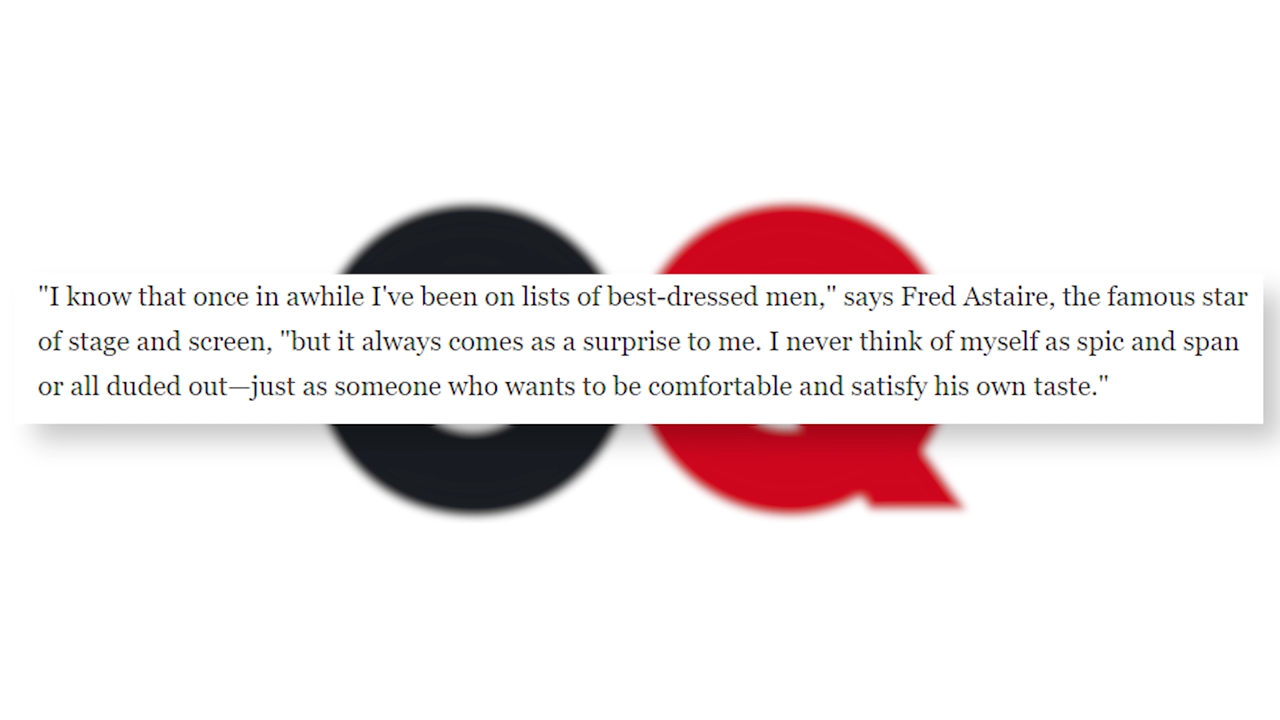 "I know that once in awhile I've been on lists of best-dressed men," says Fred Astaire, the famous star
of stage and screen, "but it always comes as a surprise to me. I never think of myself as spic and span
or all duded out—just as someone who wants to be comfortable and satisfy his own taste."